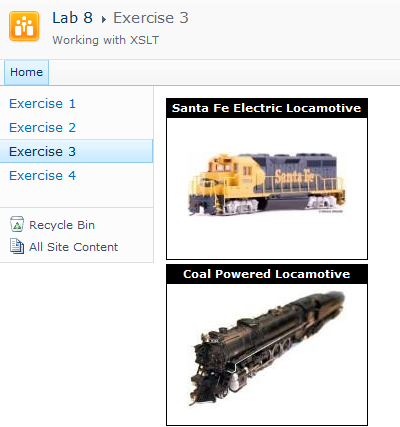 Lab 8 ▸ Exercise 3
Working with XSLT
Home
Exercise 1
Exercise 2
Exercise 3
Exercise 4
Recycle Bin
All Site Content
Santa Fe Electric Locamotive
Santa Fe
Coal Powered Locamotive